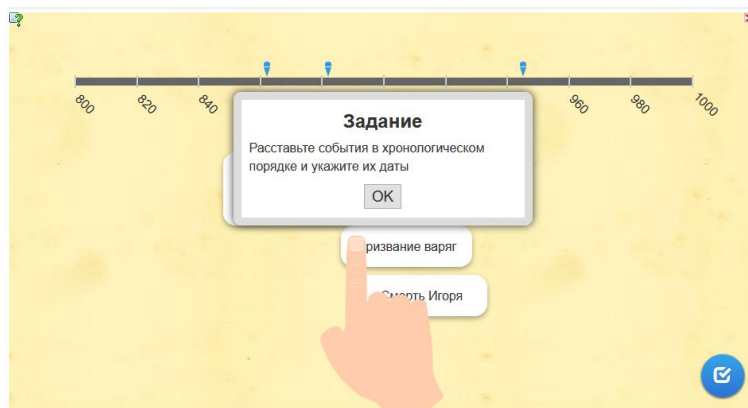 800 820 840 960 980 1000
Задание
Расставьте события в хронологическом
порядке и укажите их даты
OK
ризвание варяг
Смерть Игоря